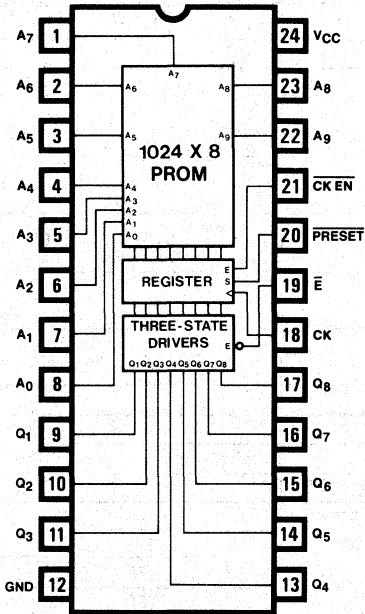 A7 1 24 VCC
A7
A6 2 A6 A8 23 A8
A5 3 A5 A9 22 A9
1024 X 8
PROM
A4 4 A4 21 CK EN
A3
A3 5 A2 20 PRESET
A1
A0
A2 6 REGISTER E S 19 E
A1 7 THREE-STATE 18 CK
DRIVERS E
Q1 Q2 Q3 Q4 Q5 Q6 Q7 Q8
A0 8 17 Q8
Q1 9 16 Q7
Q2 10 15 Q6
Q3 11 14 Q5
GND 12 13 Q4